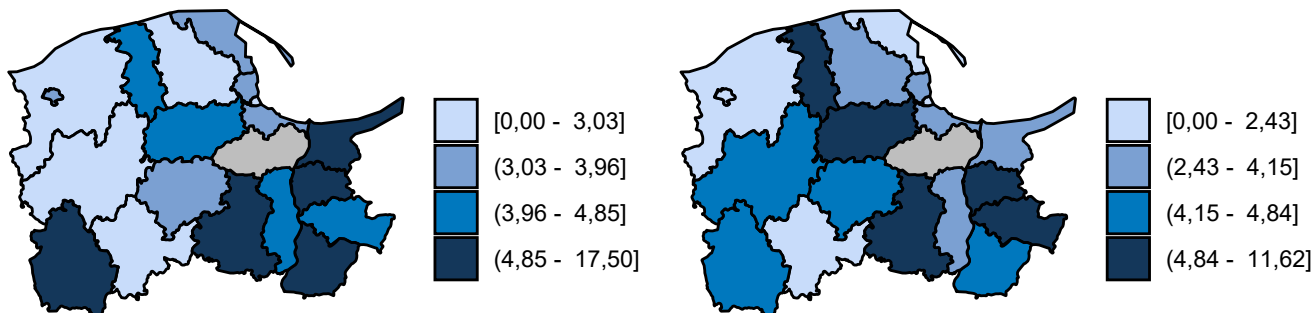 [0,00 - 3,03]
(3,03 - 3,96]
(3,96 - 4,85]
(4,85 - 17,50]
[0,00 - 2,43]
(2,43 - 4,15]
(4,15 - 4,84]
(4,84 - 11,62]